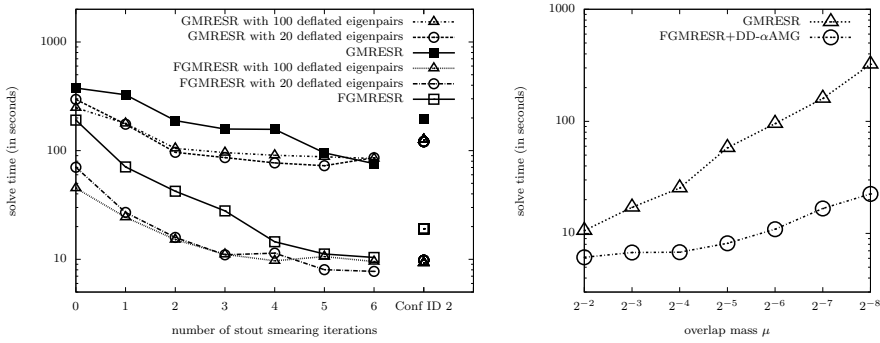 GMRESR with 100 deflated eigenpairs
GMRESR with 20 deflated eigenpairs
GMRESR
FGMRESR with 100 deflated eigenpairs
FGMRESR with 20 deflated eigenpairs
FGMRESR
solve time (in seconds)
1000
100
10
0 1 2 3 4 5 6 Conf ID 2
number of stout smearing iterations
GMRESR
FGMRESR+DD-αAMG
solve time (in seconds)
1000
100
10
2⁻² 2⁻³ 2⁻⁴ 2⁻⁵ 2⁻⁶ 2⁻⁷ 2⁻⁸
overlap mass μ